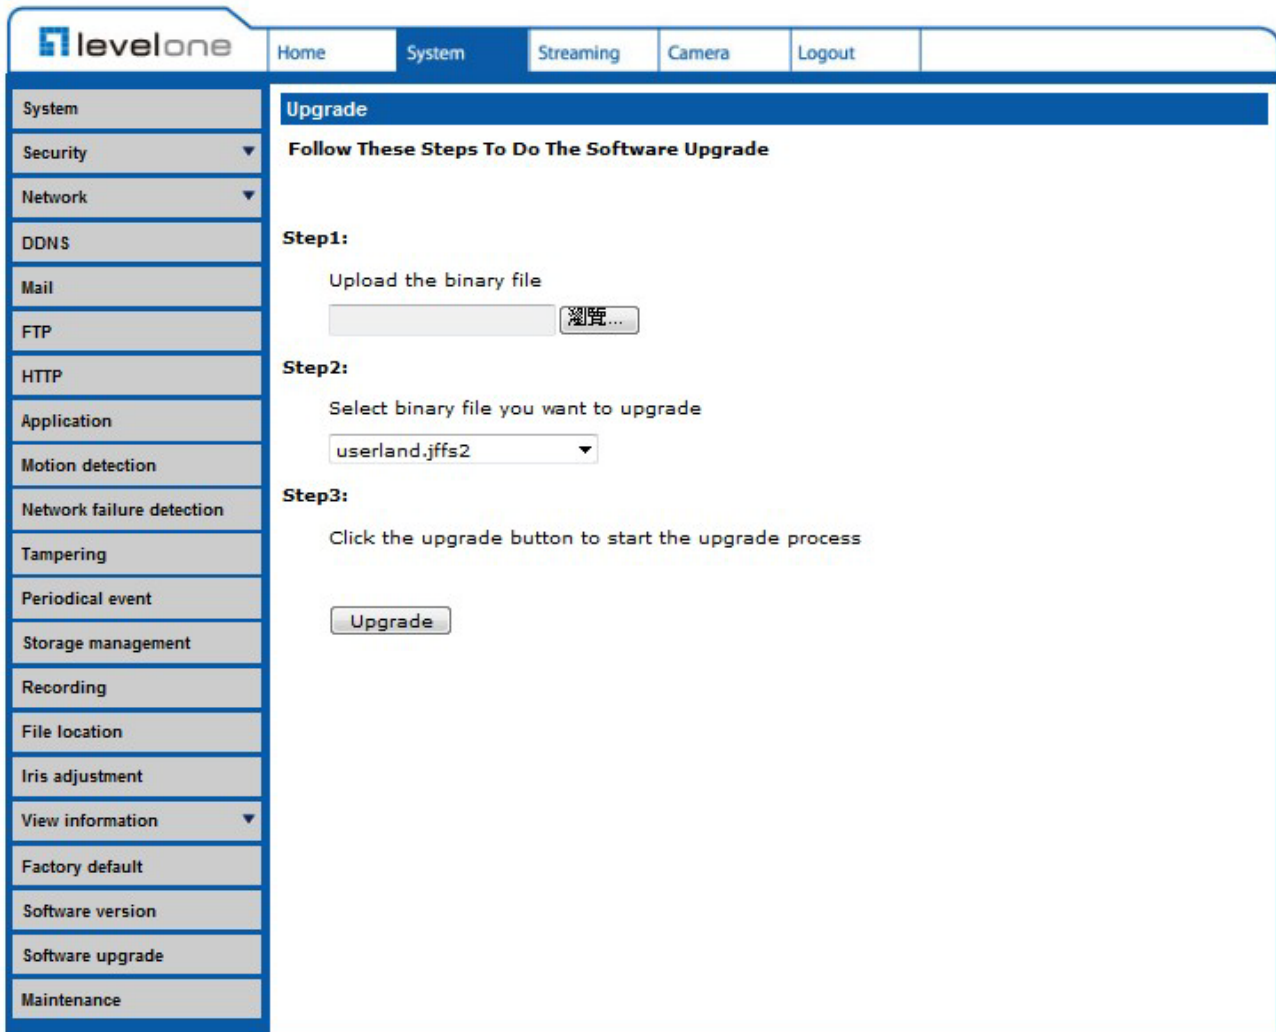 levelone
Home System Streaming Camera Logout
System
Security
Network
DDNS
Mail
FTP
HTTP
Application
Motion detection
Network failure detection
Tampering
Periodical event
Storage management
Recording
File location
Iris adjustment
View information
Factory default
Software version
Software upgrade
Maintenance
Upgrade
Follow These Steps To Do The Software Upgrade
Step1:
Upload the binary file
瀏覽...
Step2:
Select binary file you want to upgrade
userland.jffs2
Step3:
Click the upgrade button to start the upgrade process
Upgrade